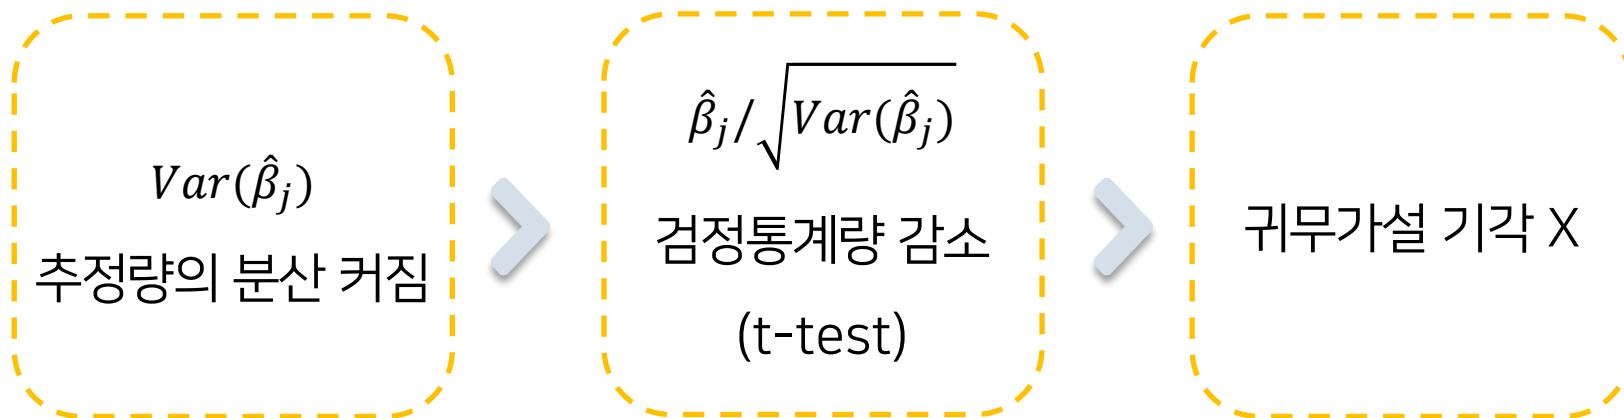 Var(β̂ⱼ)
추정량의 분산 커짐
β̂ⱼ/√Var(β̂ⱼ)
검정통계량 감소
(t-test)
귀무가설 기각 X